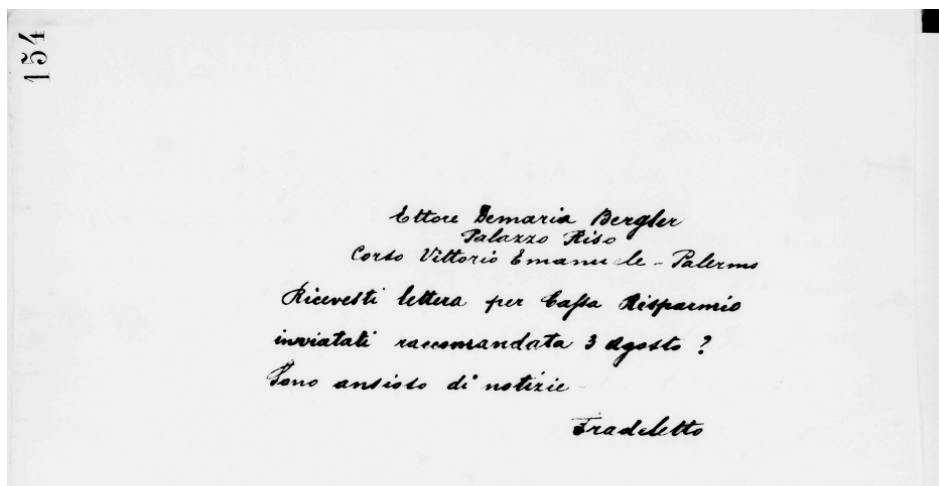 154
Ettore Demaria Bergler
Palazzo Riso
Corso Vittorio Emanuele - Palermo
Ricevesti lettera per Cassa Risparmio
inviatati raccomandata 3 Agosto ?
Sono ansioso di notizie
Fradeletto